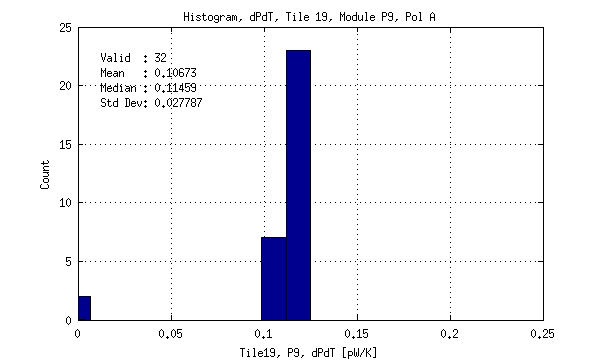 Histogram, dPdT, Tile 19, Module P9, Pol A
25
Valid : 32
Mean : 0.10673
Median : 0.11459
Std Dev: 0.027787
20
15
Count
10
5
0
0 0.05 0.1 0.15 0.2 0.25
Tile19, P9, dPdT [pW/K]